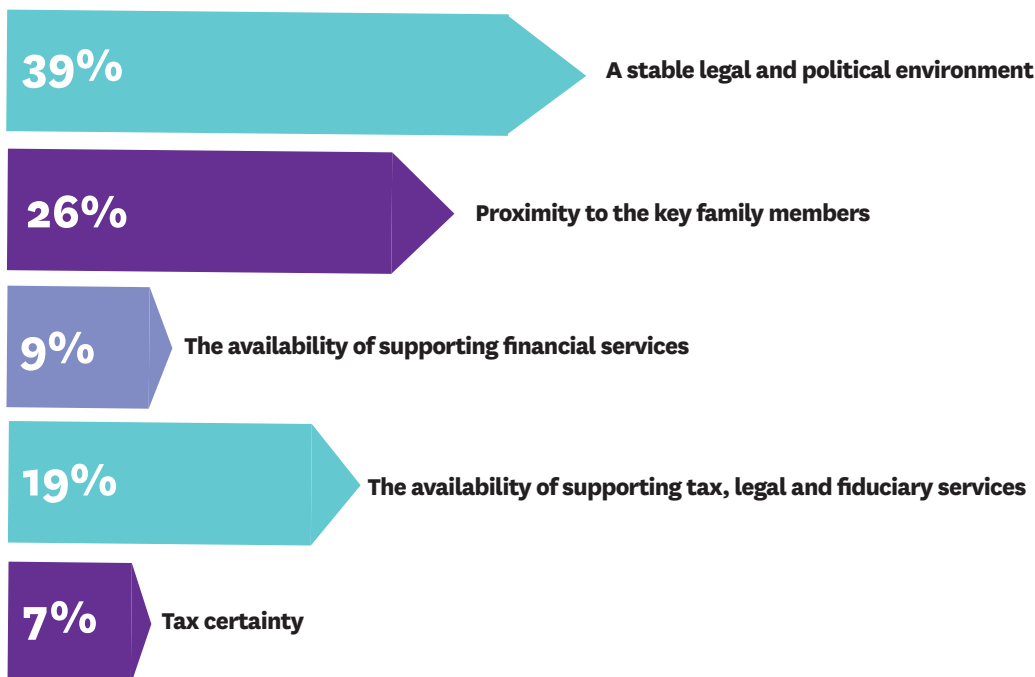 39%
A stable legal and political environment
26%
Proximity to the key family members
9%
The availability of supporting financial services
19%
The availability of supporting tax, legal and fiduciary services
7%
Tax certainty